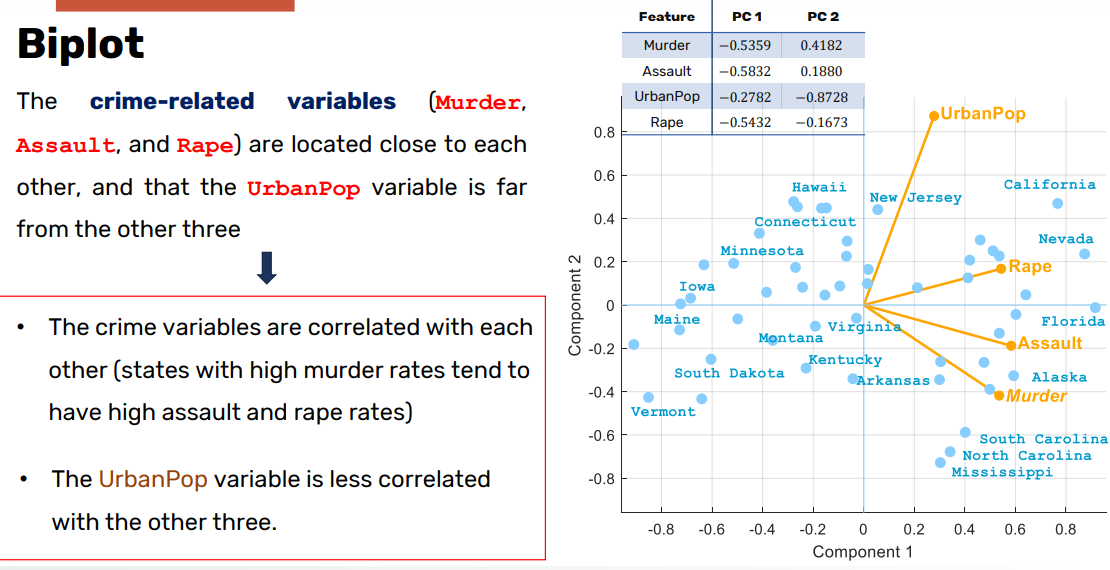 Biplot
The crime-related variables (Murder,
Assault, and Rape) are located close to each
other, and that the UrbanPop variable is far
from the other three
• The crime variables are correlated with each
other (states with high murder rates tend to
have high assault and rape rates)
• The UrbanPop variable is less correlated
with the other three.
Feature PC 1 PC 2
Murder −0.5359 0.4182
Assault −0.5832 0.1880
UrbanPop −0.2782 −0.8728
Rape −0.5432 −0.1673
Component 2
0.8
0.6
0.4
0.2
0
-0.2
-0.4
-0.6
-0.8
UrbanPop
California
Hawaii
New Jersey
Connecticut
Nevada
Minnesota
Rape
Iowa
Maine
Florida
Virginia
Montana
Assault
Kentucky
South Dakota
Arkansas
Alaska
Murder
Vermont
South Carolina
North Carolina
Mississippi
-0.8 -0.6 -0.4 -0.2 0 0.2 0.4 0.6 0.8
Component 1